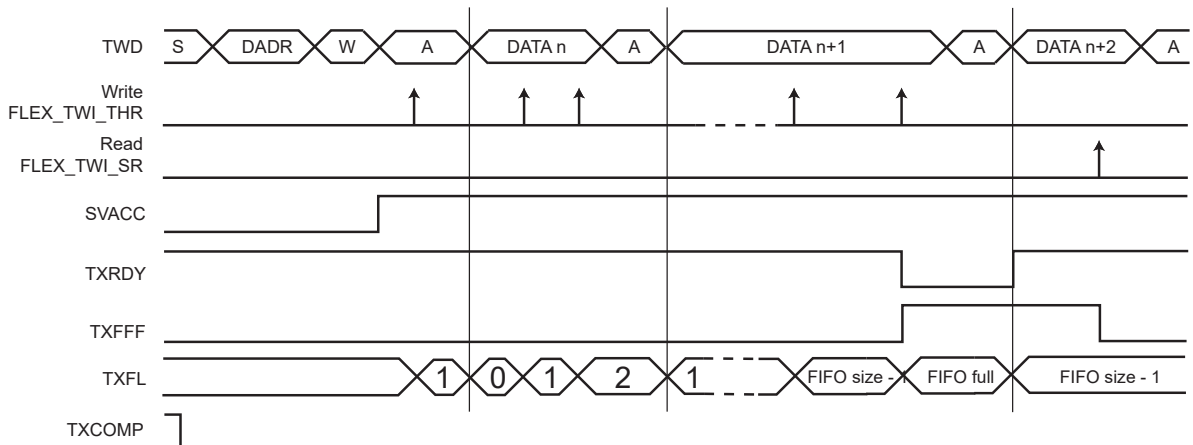 TWD S DADR W A DATA n A DATA n+1 A DATA n+2 A
Write
FLEX_TWI_THR
Read
FLEX_TWI_SR
SVACC
TXRDY
TXFFF
TXFL 1 0 1 2 1 FIFO size - 1 FIFO full FIFO size - 1
TXCOMP